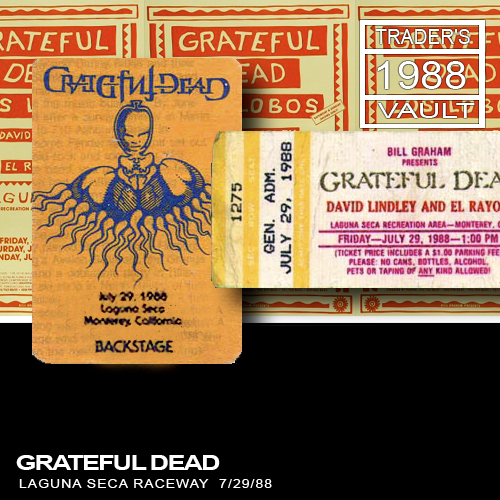 GRATEFUL
DEAD
LOBOS
DAVID
EL R
TRADER'S
1988
VAULT
GRATEFUL DEAD
July 29, 1988
Laguna Seca
Monterey, California
BACKSTAGE
1275
GEN. ADM.
JULY 29, 1988
BILL GRAHAM
PRESENTS
GRATEFUL DEA
DAVID LINDLEY AND EL RAYO
LAGUNA SECA RECREATION AREA—MONTEREY, C
FRIDAY—JULY 29, 1988—1:00 PM
(TICKET PRICE INCLUDES A $1.00 PARKING FEE
PLEASE: NO CANS, BOTTLES, ALCOHOL,
PETS OR TAPING OF ANY KIND ALLOWED!
GRATEFUL DEAD
LAGUNA SECA RACEWAY 7/29/88